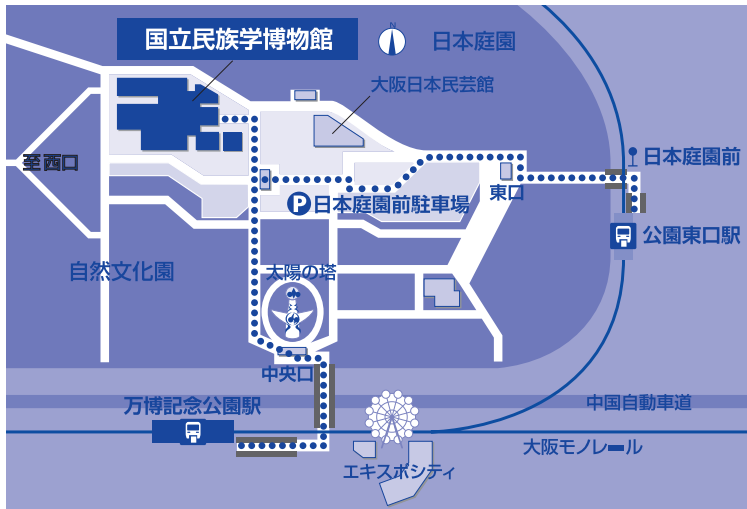 国立民族学博物館
N
日本庭園
大阪日本民芸館
至西口
日本庭園前
東口
P日本庭園前駐車場
公園東口駅
自然文化園
太陽の塔
中央口
万博記念公園駅
中国自動車道
大阪モノレール
エキスポシティ